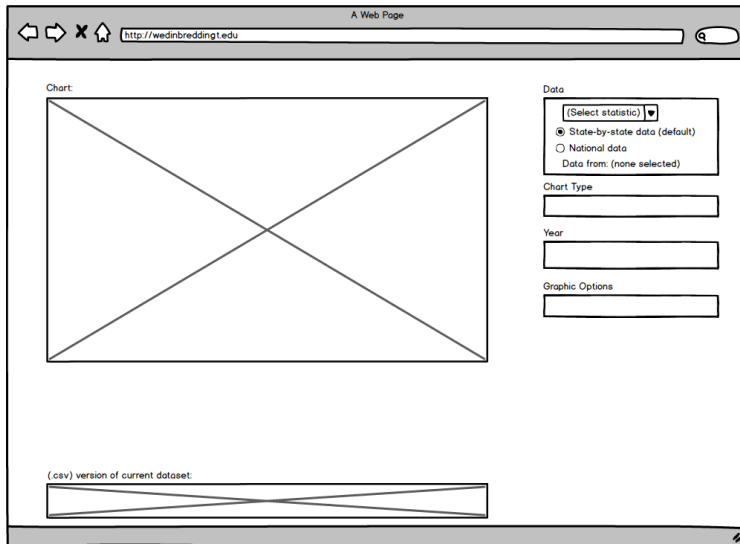 A Web Page
http://wedinbreddingt.edu
Chart:
Data
(Select statistic)
State-by-state data (default)
National data
Data from: (none selected)
Chart Type
Year
Graphic Options
(.csv) version of current dataset: